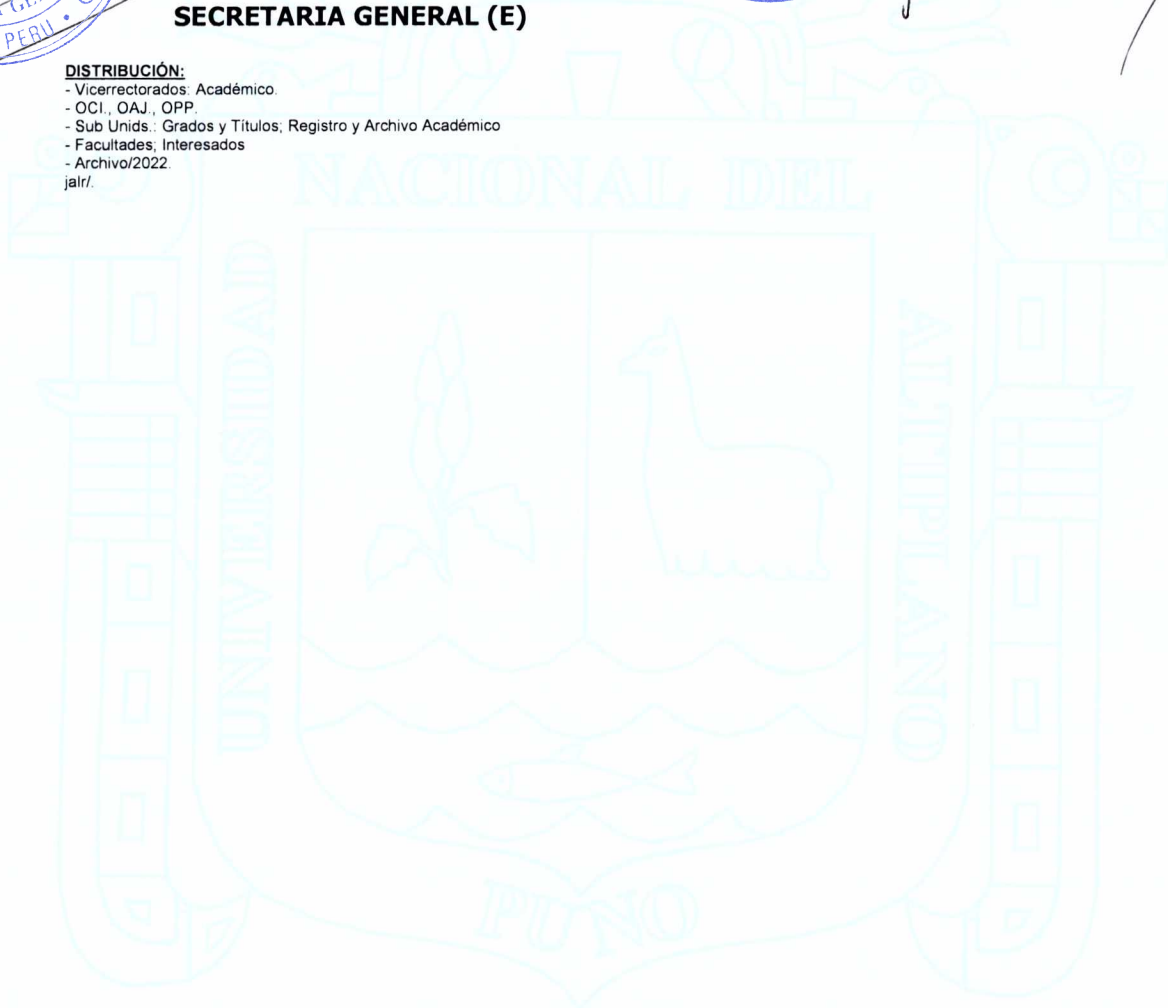 SECRETARIA GENERAL (E)
PERU
DISTRIBUCIÓN:
- Vicerrectorados: Académico.
- OCI., OAJ., OPP.
- Sub Unids.: Grados y Títulos; Registro y Archivo Académico
- Facultades; Interesados
- Archivo/2022.
jalr/.
UNIVERSIDAD
NACIONAL DEL
ALTIPLANO
PUNO